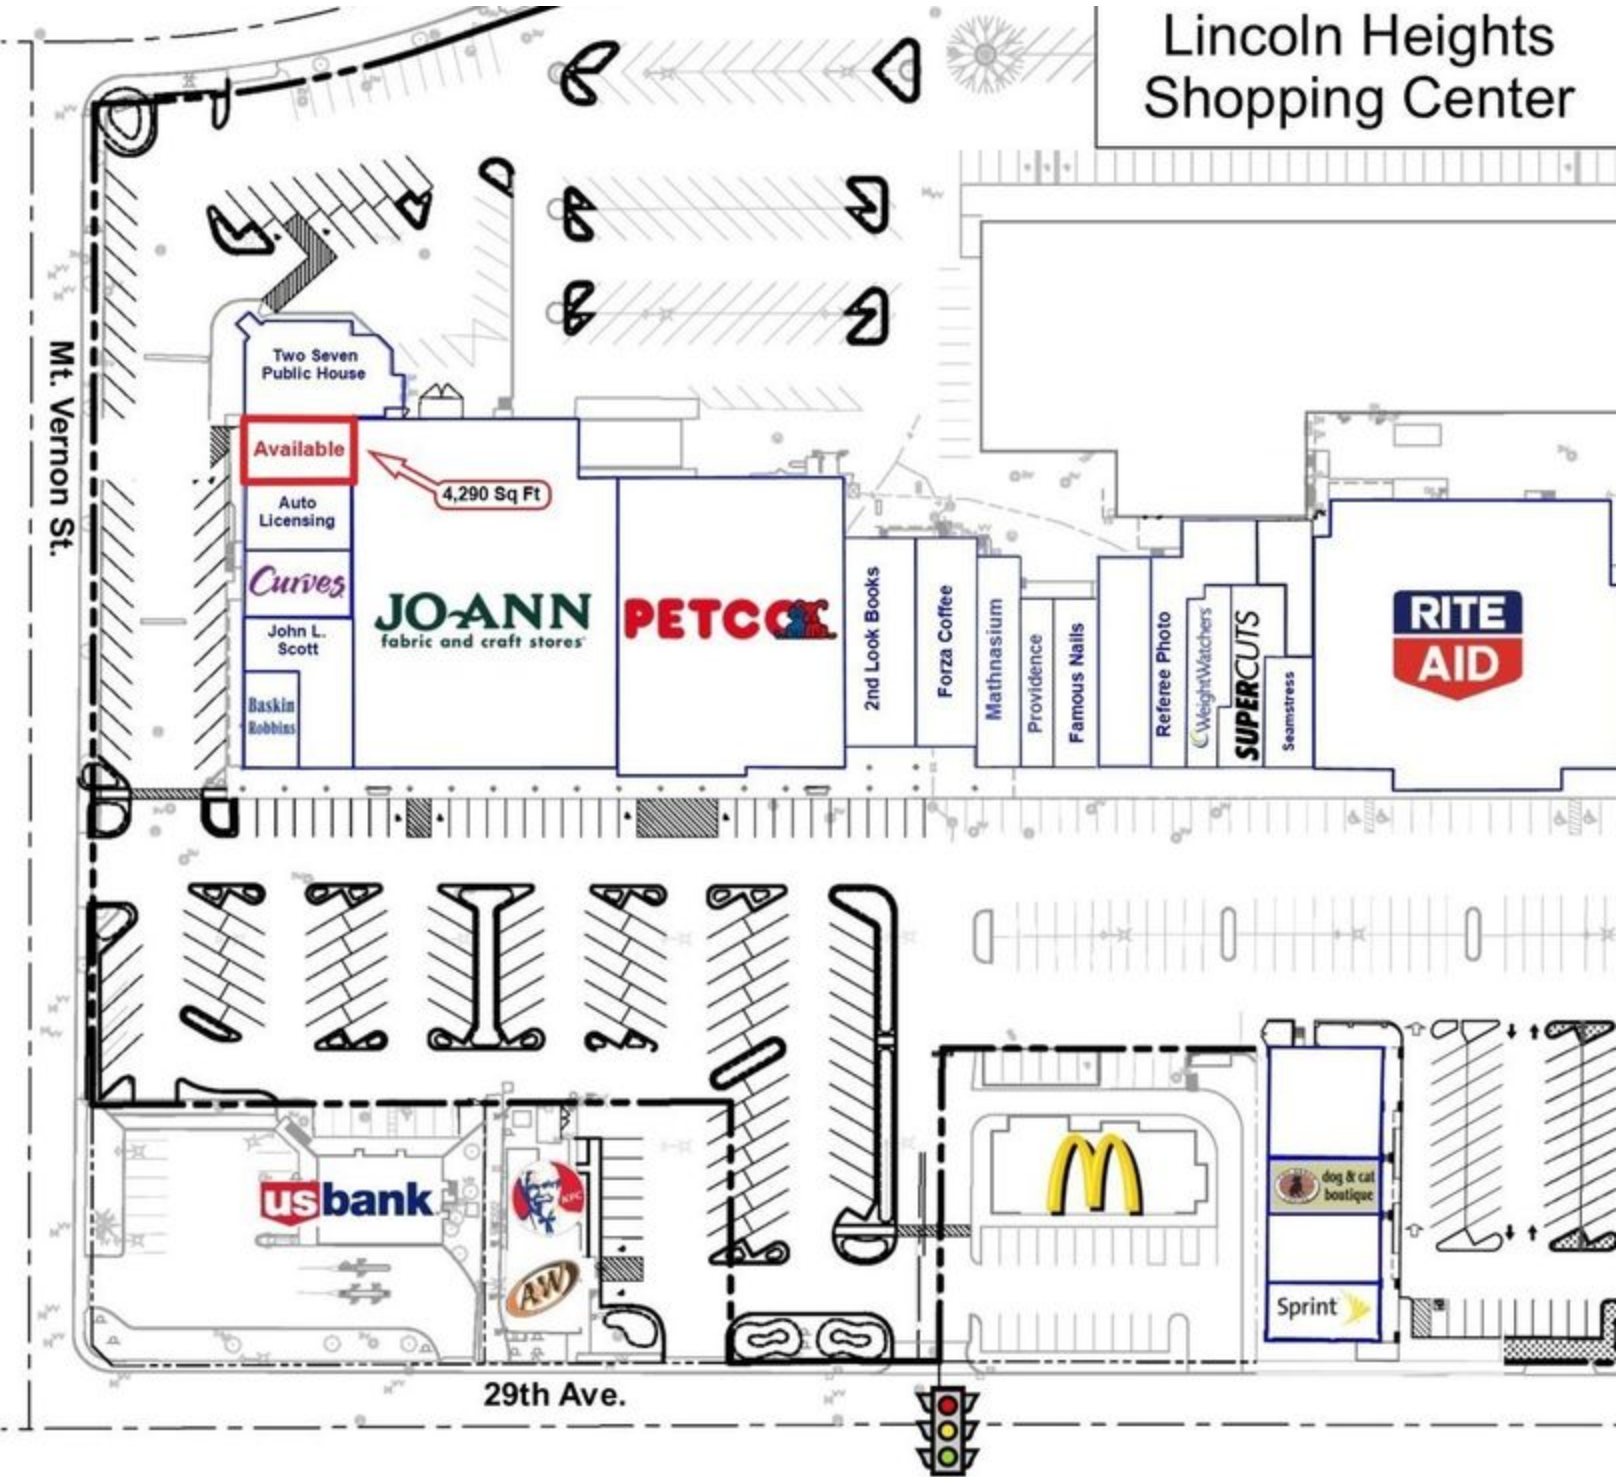 Lincoln Heights
Shopping Center
Mt. Vernon St.
Two Seven
Public House
Available
4,290 Sq Ft
Auto
Licensing
Curves
John L.
Scott
Baskin
Robbins
JO-ANN
fabric and craft stores
PETCO
2nd Look Books
Forza Coffee
Mathnasium
Providence
Famous Nails
Referee Photo
WeightWatchers
SUPERCUTS
Seamstress
RITE
AID
usbank
KFC
AW
dog & cat
boutique
Sprint
29th Ave.